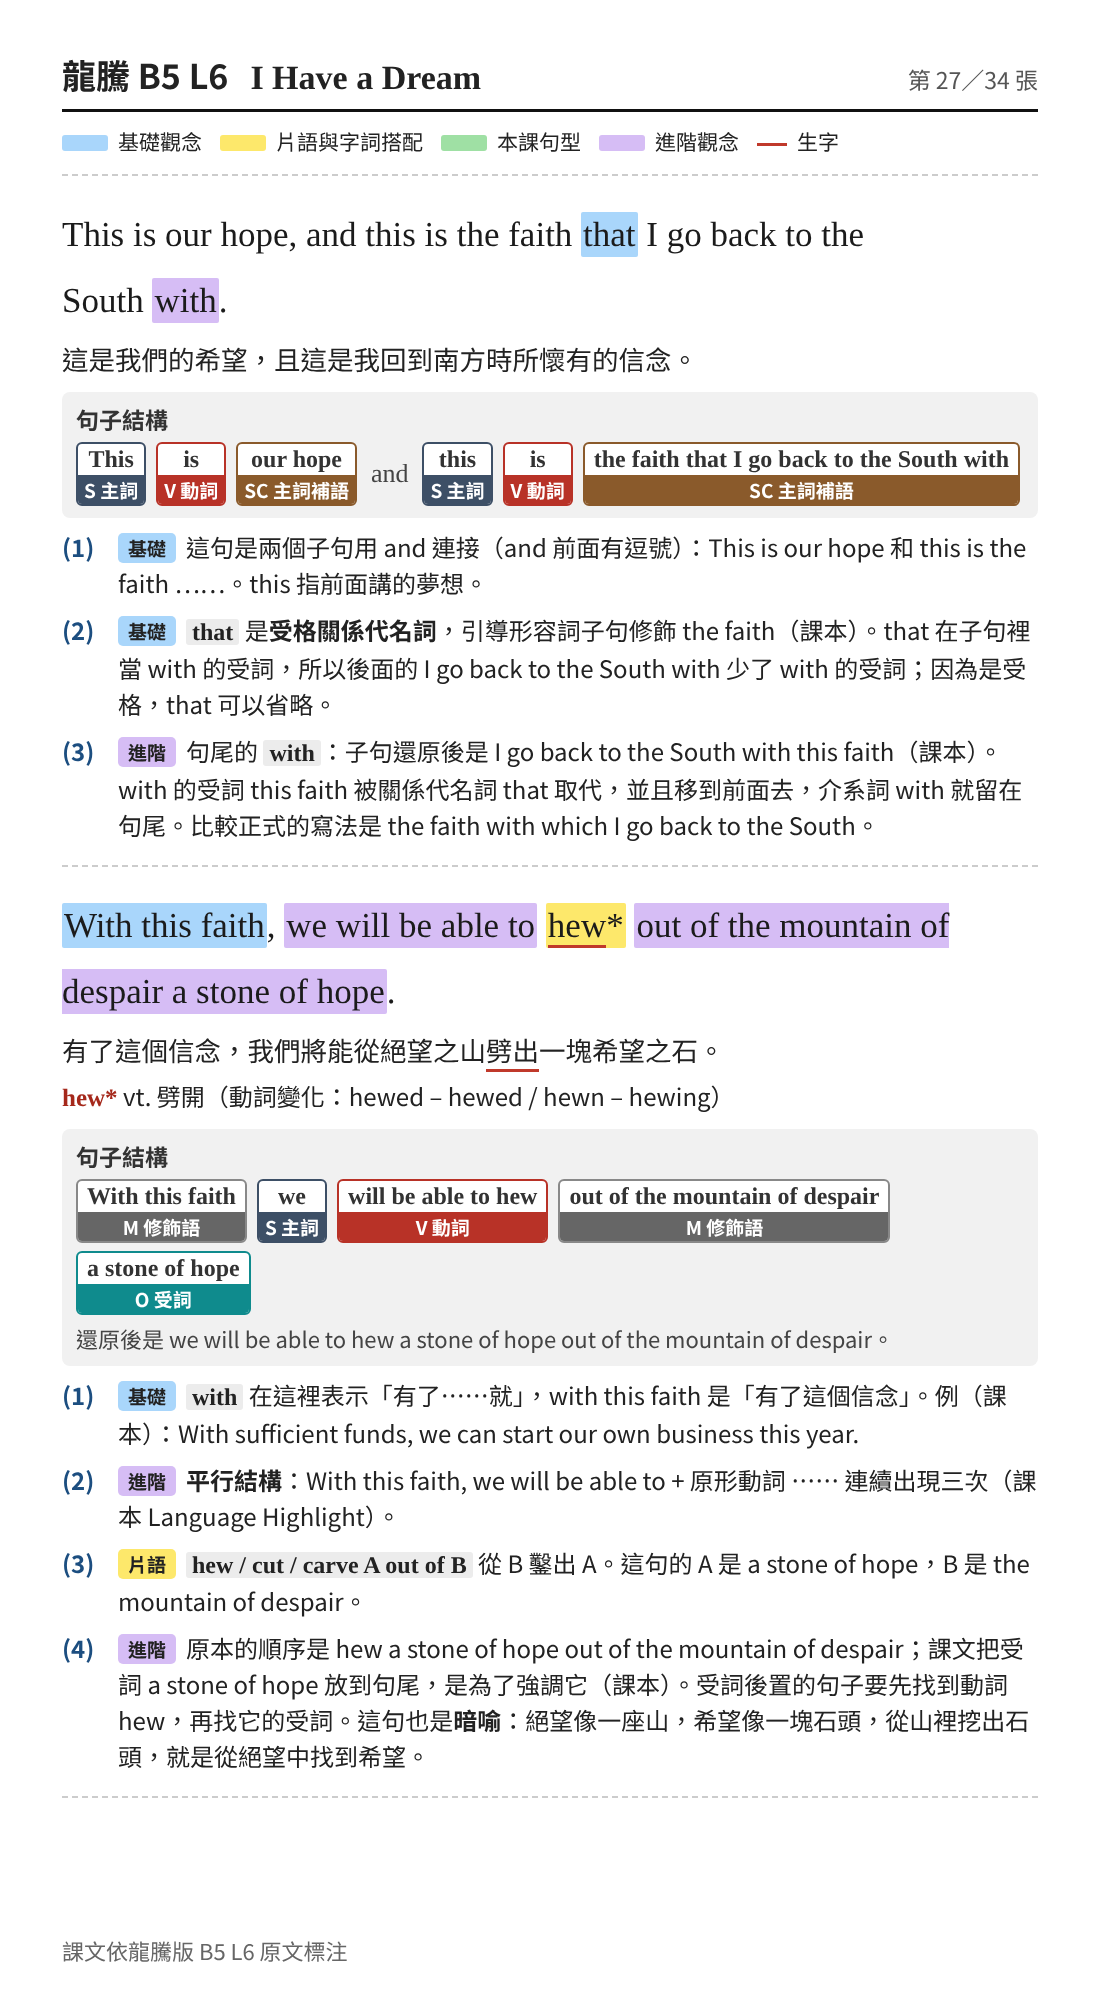 龍騰 B5 L6 I Have a Dream
第 27／34 張
基礎觀念 片語與字詞搭配 本課句型 進階觀念 生字
This is our hope, and this is the faith that I go back to the
South with.
這是我們的希望，且這是我回到南方時所懷有的信念。
句子結構
This is our hope and this is the faith that I go back to the South with
S 主詞 V 動詞 SC 主詞補語 S 主詞 V 動詞 SC 主詞補語
(1) 基礎 這句是兩個子句用 and 連接（and 前面有逗號）：This is our hope 和 this is the
faith ……。this 指前面講的夢想。
(2) 基礎 that 是受格關係代名詞，引導形容詞子句修飾 the faith（課本）。that 在子句裡
當 with 的受詞，所以後面的 I go back to the South with 少了 with 的受詞；因為是受
格，that 可以省略。
(3) 進階 句尾的 with：子句還原後是 I go back to the South with this faith（課本）。
with 的受詞 this faith 被關係代名詞 that 取代，並且移到前面去，介系詞 with 就留在
句尾。比較正式的寫法是 the faith with which I go back to the South。
With this faith, we will be able to hew* out of the mountain of
despair a stone of hope.
有了這個信念，我們將能從絕望之山劈出一塊希望之石。
hew* vt. 劈開（動詞變化：hewed – hewed / hewn – hewing）
句子結構
With this faith we will be able to hew out of the mountain of despair
M 修飾語 S 主詞 V 動詞 M 修飾語
a stone of hope
O 受詞
還原後是 we will be able to hew a stone of hope out of the mountain of despair。
(1) 基礎 with 在這裡表示「有了……就」，with this faith 是「有了這個信念」。例（課
本）：With sufficient funds, we can start our own business this year.
(2) 進階 平行結構：With this faith, we will be able to + 原形動詞 …… 連續出現三次（課
本 Language Highlight）。
(3) 片語 hew / cut / carve A out of B 從 B 鑿出 A。這句的 A 是 a stone of hope，B 是 the
mountain of despair。
(4) 進階 原本的順序是 hew a stone of hope out of the mountain of despair；課文把受
詞 a stone of hope 放到句尾，是為了強調它（課本）。受詞後置的句子要先找到動詞
hew，再找它的受詞。這句也是暗喻：絕望像一座山，希望像一塊石頭，從山裡挖出石
頭，就是從絕望中找到希望。
課文依龍騰版 B5 L6 原文標注